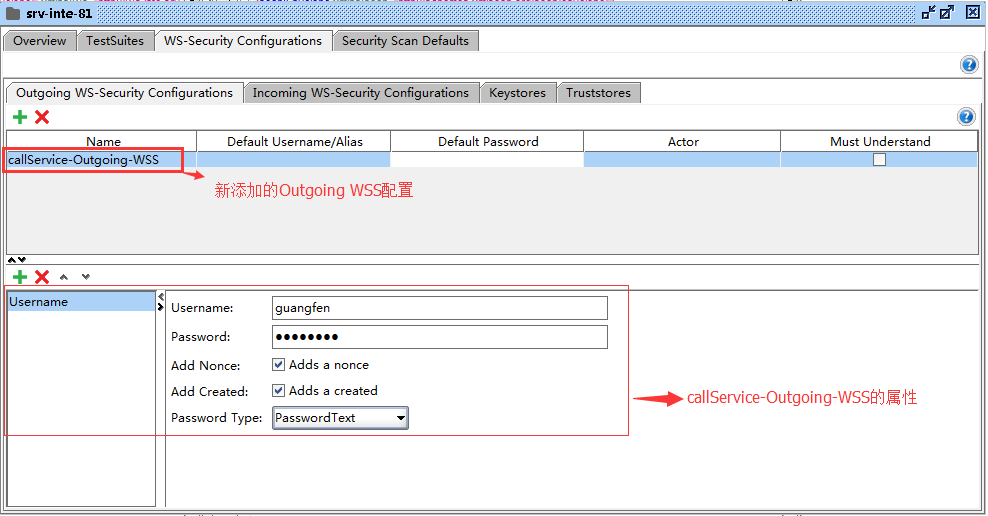 srv-inte-81
Overview TestSuites WS-Security Configurations Security Scan Defaults
Outgoing WS-Security Configurations Incoming WS-Security Configurations Keystores Truststores
Name Default Username/Alias Default Password Actor Must Understand
callService-Outgoing-WSS
新添加的Outgoing WSS配置
Username
Username: guangfen
Password: ●●●●●●●●
Add Nonce: Adds a nonce
Add Created: Adds a created
callService-Outgoing-WSS的属性
Password Type: PasswordText